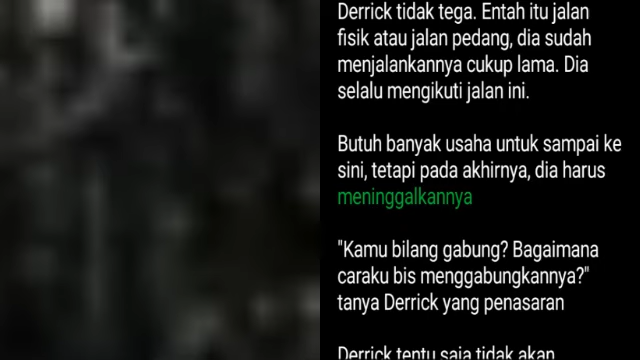 Derrick tidak tega. Entah itu jalan
fisik atau jalan pedang, dia sudah
menjalankannya cukup lama. Dia
selalu mengikuti jalan ini.
Butuh banyak usaha untuk sampai ke
sini, tetapi pada akhirnya, dia harus
meninggalkannya
"Kamu bilang gabung? Bagaimana
caraku bis menggabungkannya?"
tanya Derrick yang penasaran
Derrick tentu saja tidak akan